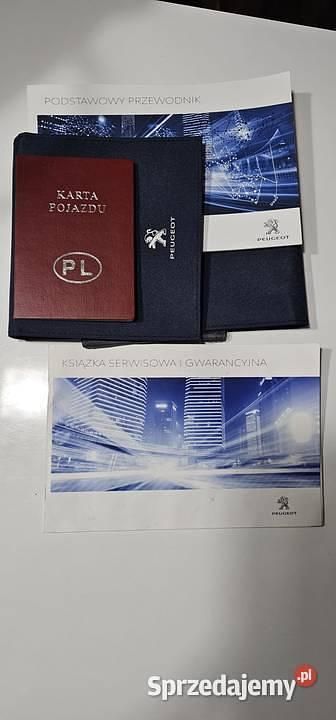 PODSTAWOWY PRZEWODNIK
PEUGEOT
KARTA
POJAZDU
PL
PEUGEOT
KSIĄŻKA SERWISOWA I GWARANCYJNA
PEUGEOT
Sprzedajemy.pl